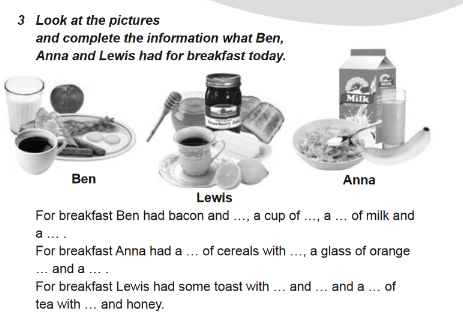 3 Look at the pictures
and complete the information what Ben,
Anna and Lewis had for breakfast today.
Milk
Strawberry
Ben
Lewis
Anna
For breakfast Ben had bacon and …, a cup of …, a … of milk and
a … .
For breakfast Anna had a … of cereals with …, a glass of orange
… and a … .
For breakfast Lewis had some toast with … and … and a … of
tea with … and honey.